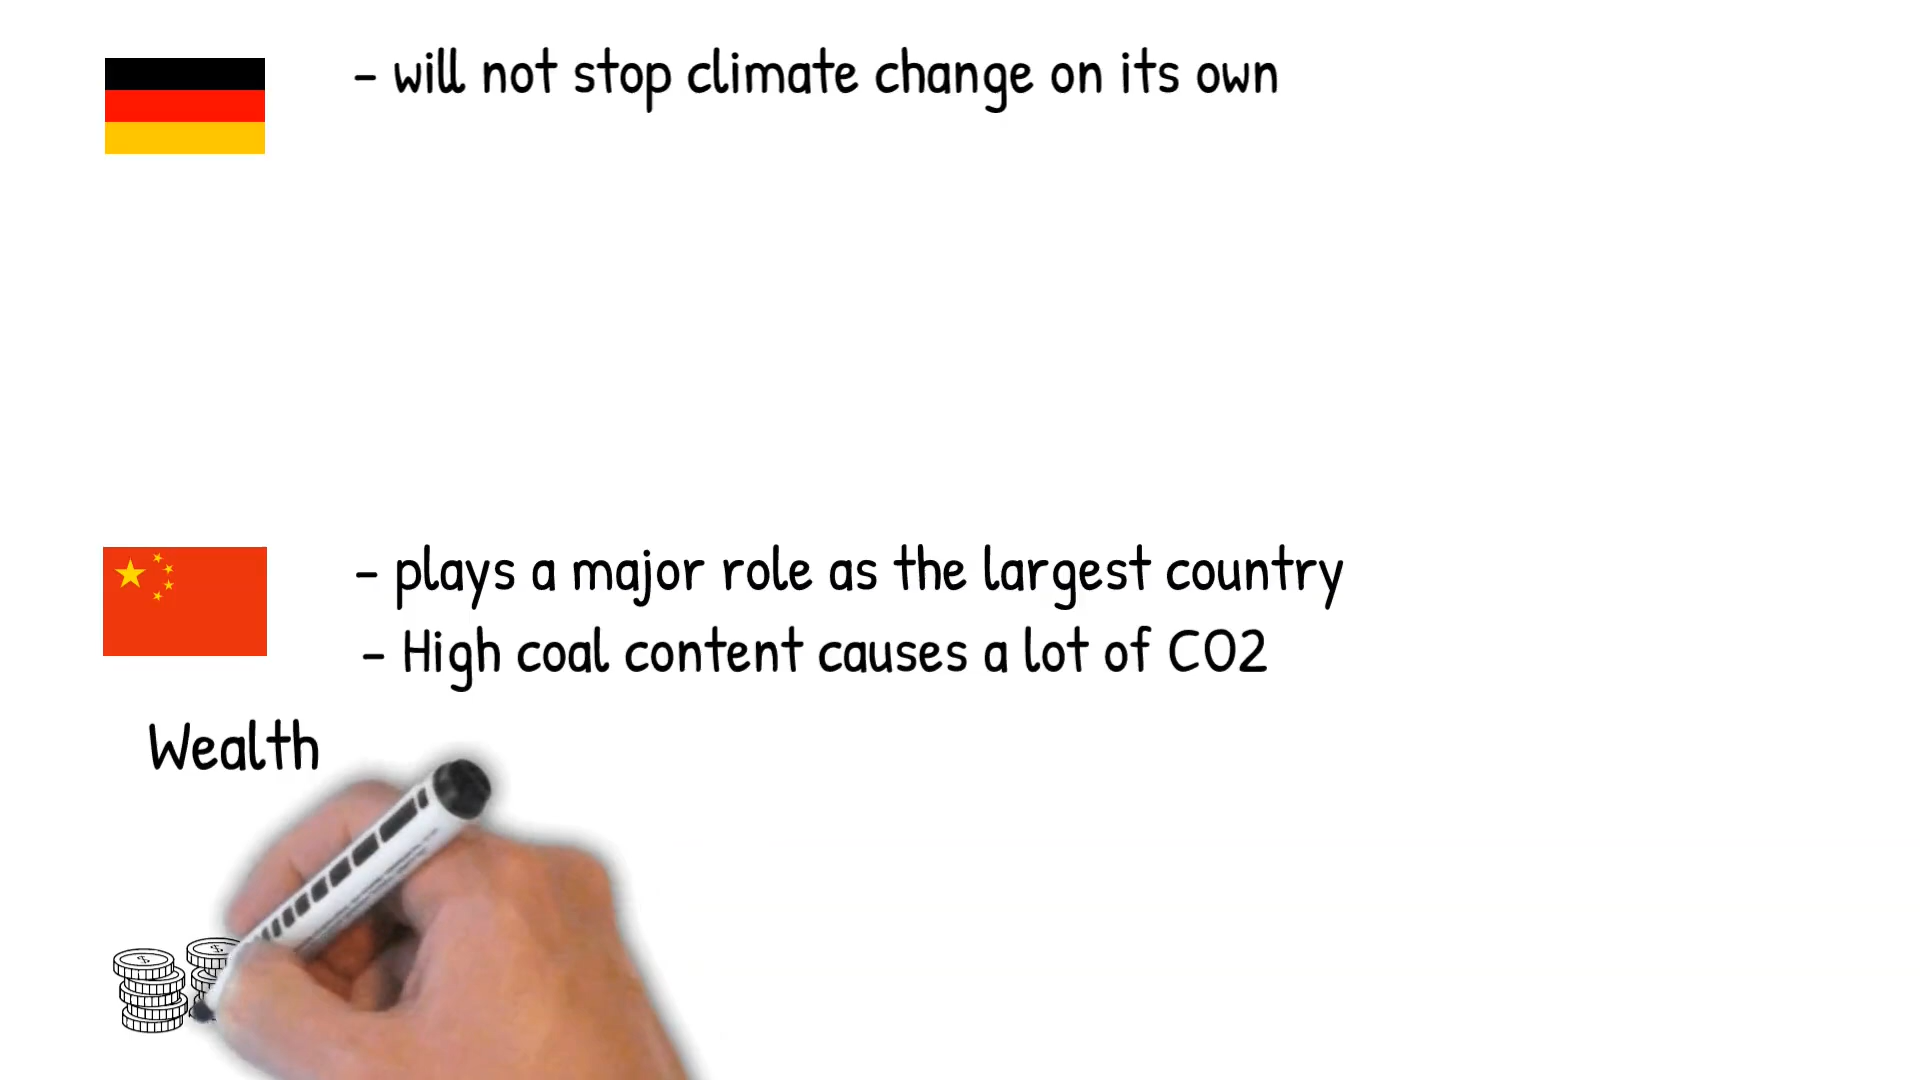 - will not stop climate change on its own
- plays a major role as the largest country
- High coal content causes a lot of CO2
Wealth